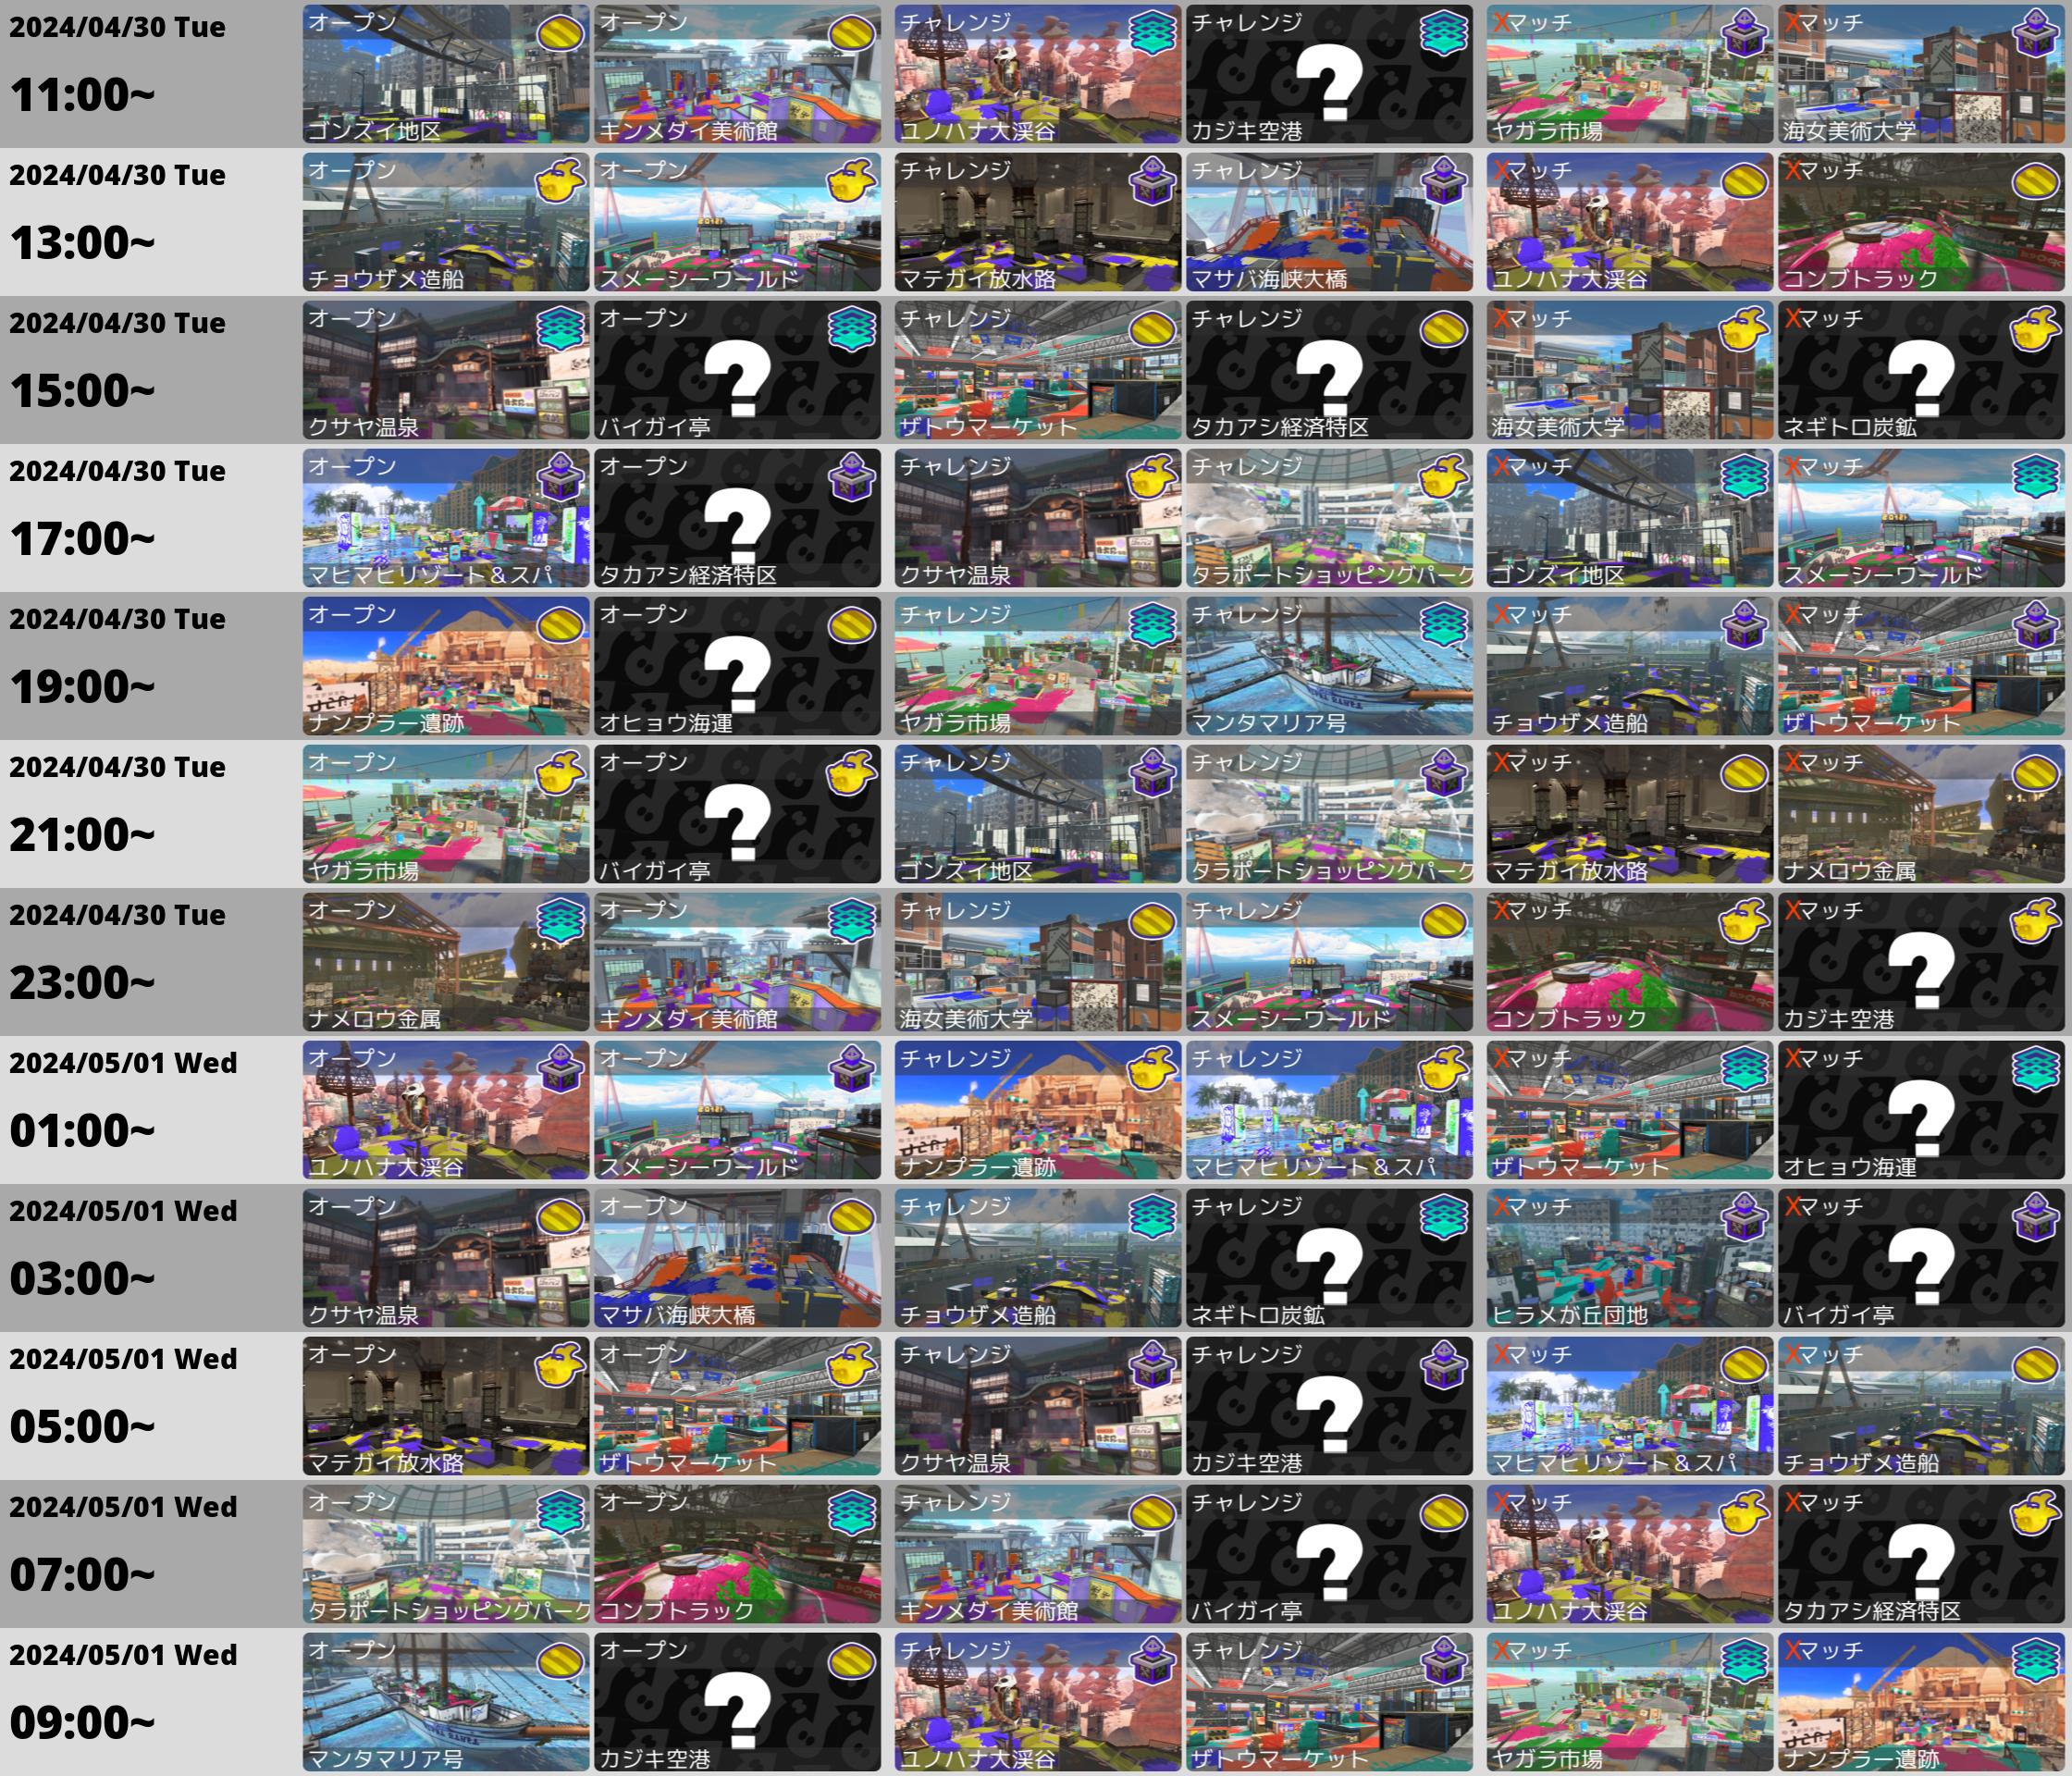 2024/04/30 Tue
11:00~
オープン オープン チャレンジ チャレンジ Xマッチ Xマッチ
ゴンズイ地区 キンメダイ美術館 ユノハナ大渓谷 カジキ空港 ヤガラ市場 海女美術大学
2024/04/30 Tue
13:00~
オープン オープン チャレンジ チャレンジ Xマッチ Xマッチ
チョウザメ造船 スメーシーワールド マテガイ放水路 マサバ海峡大橋 ユノハナ大渓谷 コンブトラック
2024/04/30 Tue
15:00~
オープン オープン チャレンジ チャレンジ Xマッチ Xマッチ
クサヤ温泉 バイガイ亭 ザトウマーケット タカアシ経済特区 海女美術大学 ネギトロ炭鉱
2024/04/30 Tue
17:00~
オープン オープン チャレンジ チャレンジ Xマッチ Xマッチ
マヒマヒリゾート&スパ タカアシ経済特区 クサヤ温泉 タラポートショッピングパーク ゴンズイ地区 スメーシーワールド
2024/04/30 Tue
19:00~
オープン オープン チャレンジ チャレンジ Xマッチ Xマッチ
ナンプラー遺跡 オヒョウ海運 ヤガラ市場 マンタマリア号 チョウザメ造船 ザトウマーケット
2024/04/30 Tue
21:00~
オープン オープン チャレンジ チャレンジ Xマッチ Xマッチ
ヤガラ市場 バイガイ亭 ゴンズイ地区 タラポートショッピングパーク マテガイ放水路 ナメロウ金属
2024/04/30 Tue
23:00~
オープン オープン チャレンジ チャレンジ Xマッチ Xマッチ
ナメロウ金属 キンメダイ美術館 海女美術大学 スメーシーワールド コンブトラック カジキ空港
2024/05/01 Wed
01:00~
オープン オープン チャレンジ チャレンジ Xマッチ Xマッチ
ユノハナ大渓谷 スメーシーワールド ナンプラー遺跡 マヒマヒリゾート&スパ ザトウマーケット オヒョウ海運
2024/05/01 Wed
03:00~
オープン オープン チャレンジ チャレンジ Xマッチ Xマッチ
クサヤ温泉 マサバ海峡大橋 チョウザメ造船 ネギトロ炭鉱 ヒラメが丘団地 バイガイ亭
2024/05/01 Wed
05:00~
オープン オープン チャレンジ チャレンジ Xマッチ Xマッチ
マテガイ放水路 ザトウマーケット クサヤ温泉 カジキ空港 マヒマヒリゾート&スパ チョウザメ造船
2024/05/01 Wed
07:00~
オープン オープン チャレンジ チャレンジ Xマッチ Xマッチ
タラポートショッピングパーク コンブトラック キンメダイ美術館 バイガイ亭 ユノハナ大渓谷 タカアシ経済特区
2024/05/01 Wed
09:00~
オープン オープン チャレンジ チャレンジ Xマッチ Xマッチ
マンタマリア号 カジキ空港 ユノハナ大渓谷 ザトウマーケット ヤガラ市場 ナンプラー遺跡